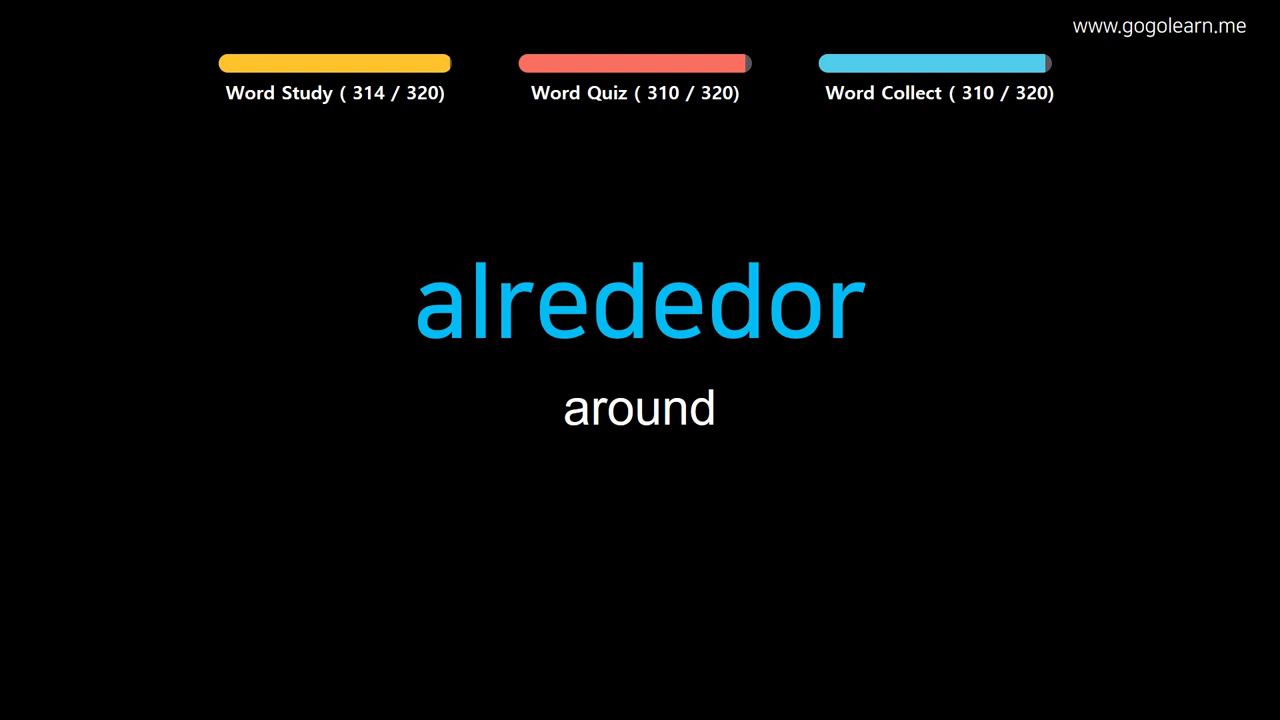 www.gogolearn.me
Word Study ( 314 / 320)
Word Quiz ( 310 / 320)
Word Collect ( 310 / 320)
alrededor
around